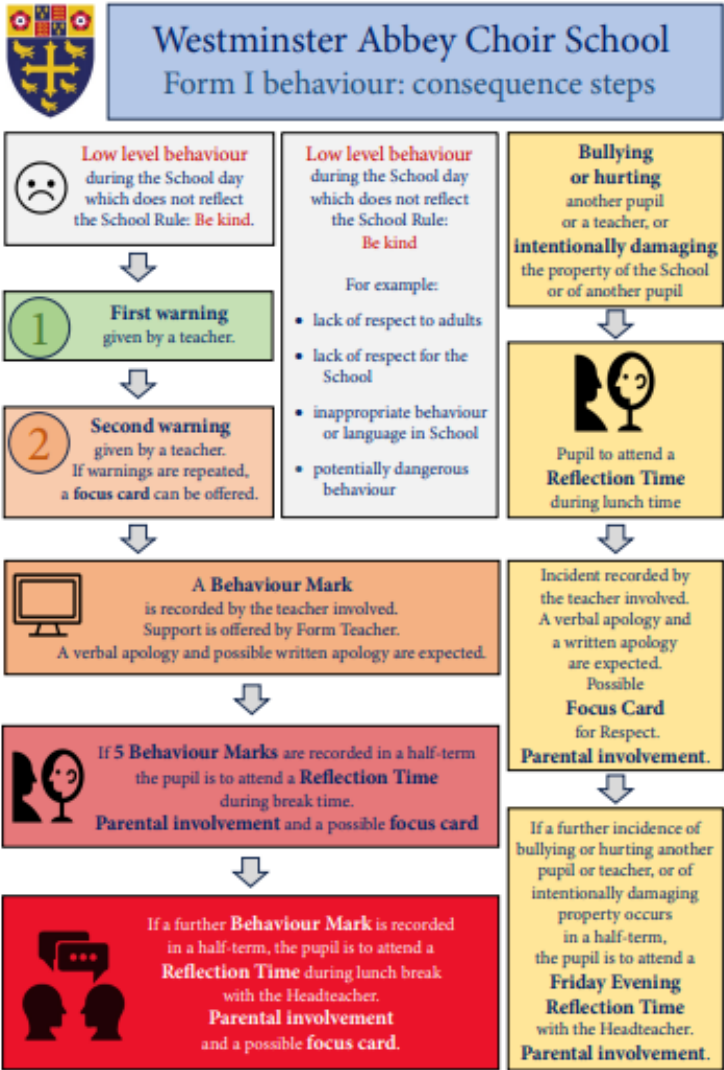 Westminster Abbey Choir School
Form I behaviour: consequence steps
Low level behaviour
during the School day
which does not reflect
the School Rule: Be kind.
1
First warning
given by a teacher.
2
Second warning
given by a teacher.
If warnings are repeated,
a focus card can be offered.
Low level behaviour
during the School day
which does not reflect
the School Rule:
Be kind
For example:
• lack of respect to adults
• lack of respect for the
School
• inappropriate behaviour
or language in School
• potentially dangerous
behaviour
A Behaviour Mark
is recorded by the teacher involved.
Support is offered by Form Teacher.
A verbal apology and possible written apology are expected.
If 5 Behaviour Marks are recorded in a half-term
the pupil is to attend a Reflection Time
during break time.
Parental involvement and a possible focus card
If a further Behaviour Mark is recorded
in a half-term, the pupil is to attend a
Reflection Time during lunch break
with the Headteacher.
Parental involvement
and a possible focus card.
Bullying
or hurting
another pupil
or a teacher, or
intentionally damaging
the property of the School
or of another pupil
Pupil to attend a
Reflection Time
during lunch time
Incident recorded by
the teacher involved.
A verbal apology and
a written apology
are expected.
Possible
Focus Card
for Respect.
Parental involvement.
If a further incidence of
bullying or hurting another
pupil or teacher, or of
intentionally damaging
property occurs
in a half-term,
the pupil is to attend a
Friday Evening
Reflection Time
with the Headteacher.
Parental involvement.